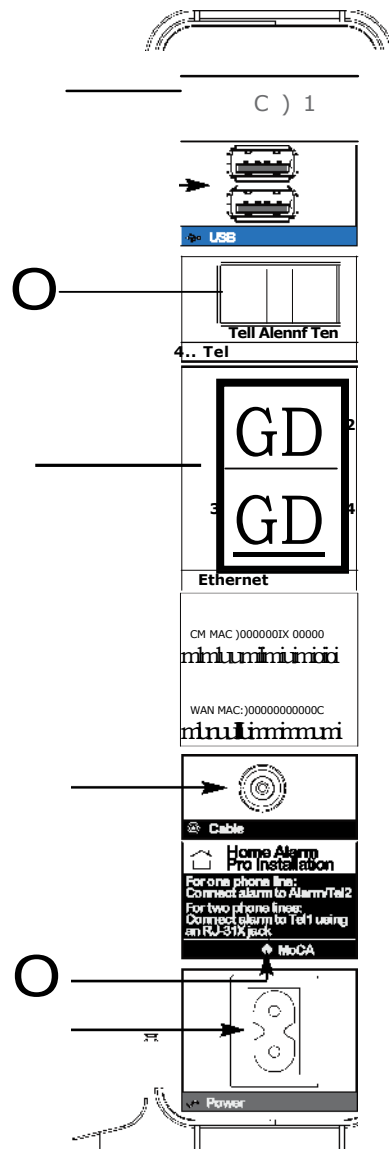 C ) 1
USB
O
Tell Alennf Ten
4.. Tel
GD
2
3
GD
4
Ethernet
CM MAC )000000IX 00000
WAN MAC:)00000000000C
Cable
Home Alarm
Pro Installation
For one phone line:
Connect alarm to Alarm/Tel2
For two phone lines:
Connect alarm to Tel1 using
an RJ-31X jack
MoCA
O
Power